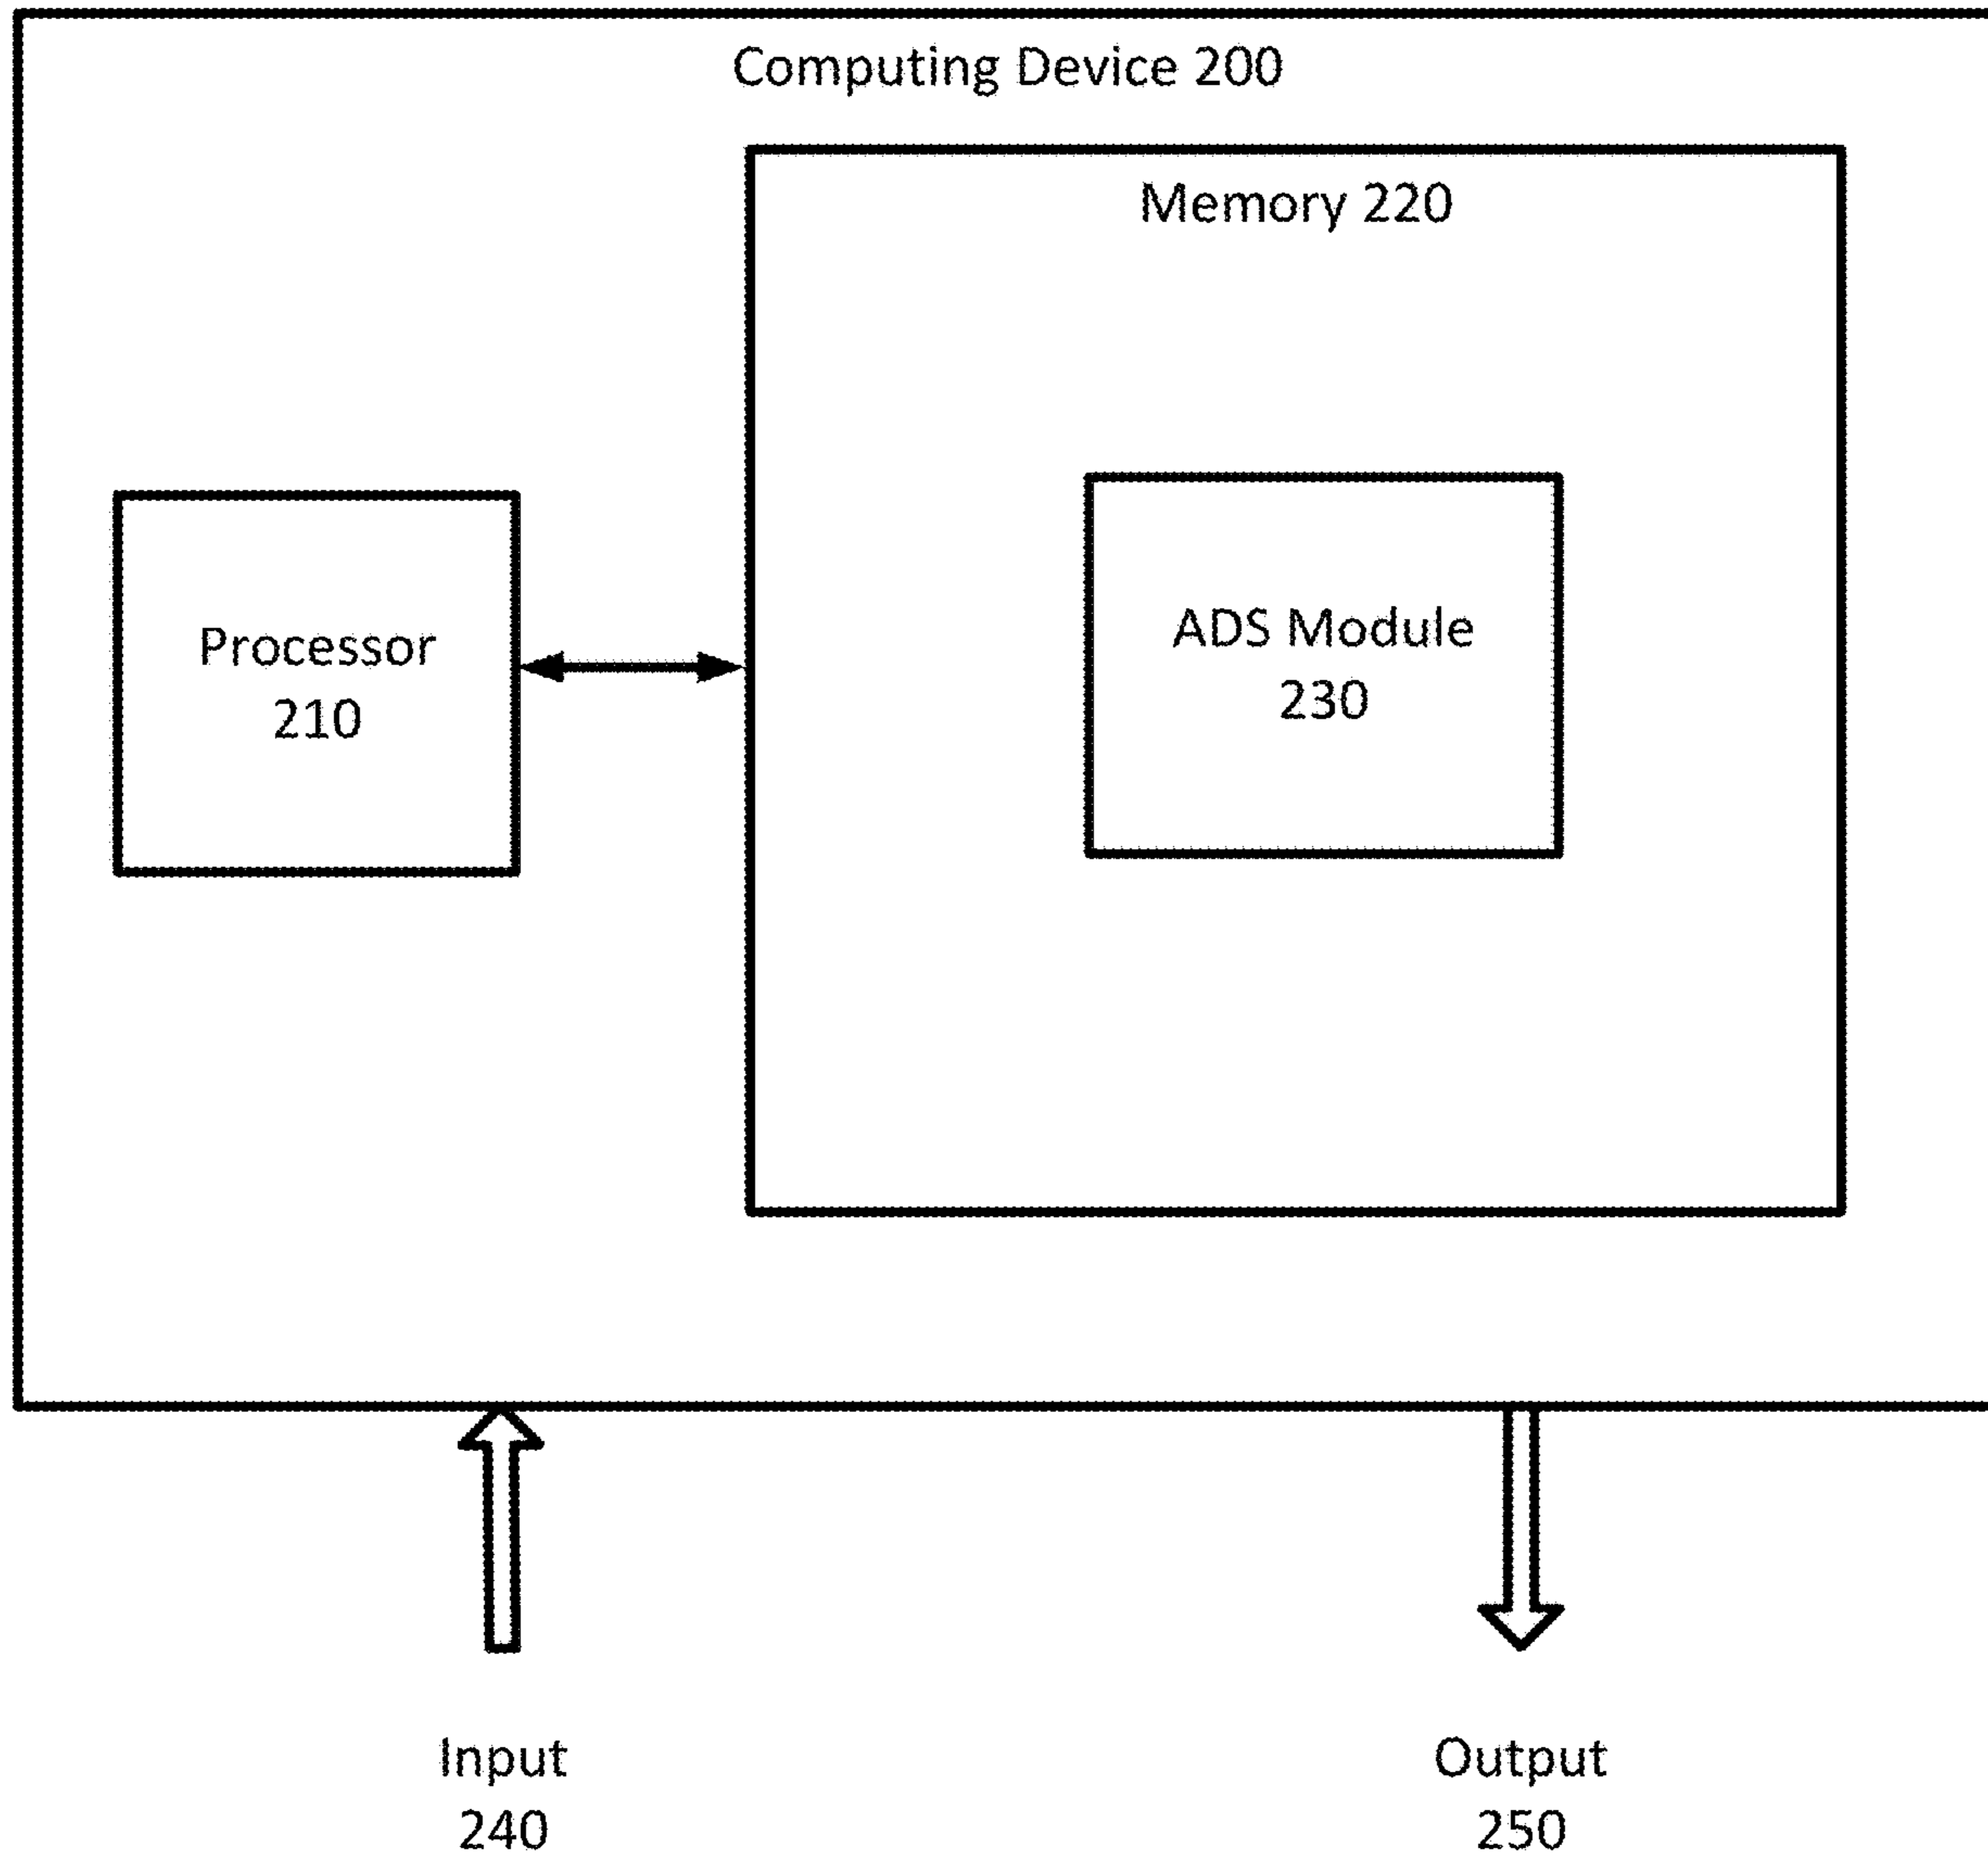 Computing Device 200
Memory 220
Processor
210
ADS Module
230
Input
240
Output
250